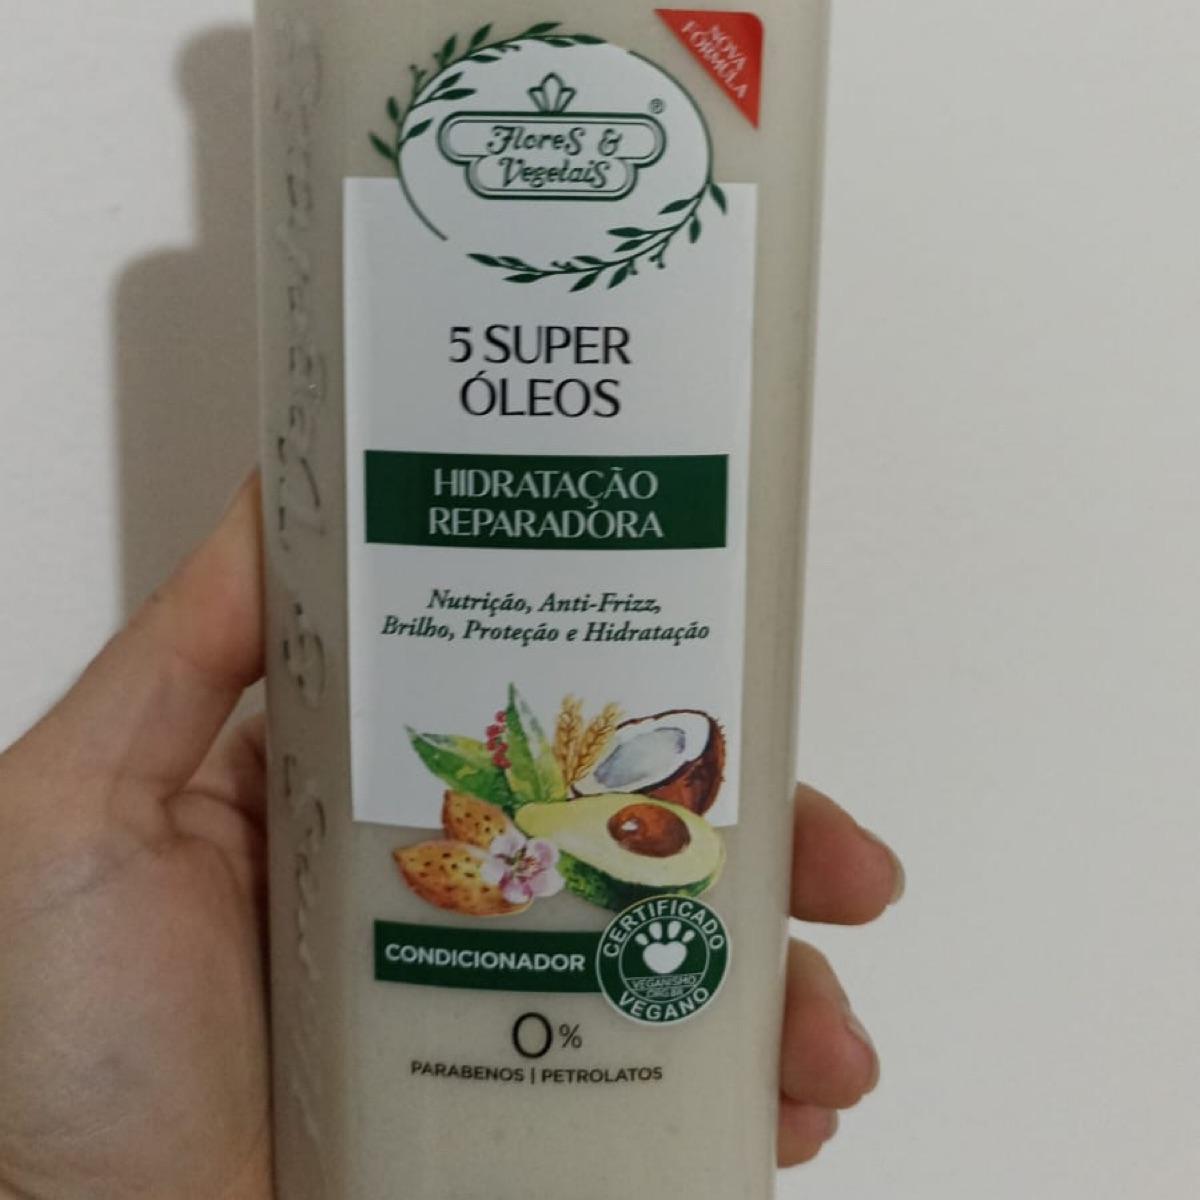 NOVA
FÓRMULA
Flores &
Vegetais
®
5 SUPER
ÓLEOS
HIDRATAÇÃO
REPARADORA
Nutrição, Anti-Frizz,
Brilho, Proteção e Hidratação
CONDICIONADOR
CERTIFICADO
VEGANISMO
VEGANO
0%
PARABENOS | PETROLATOS